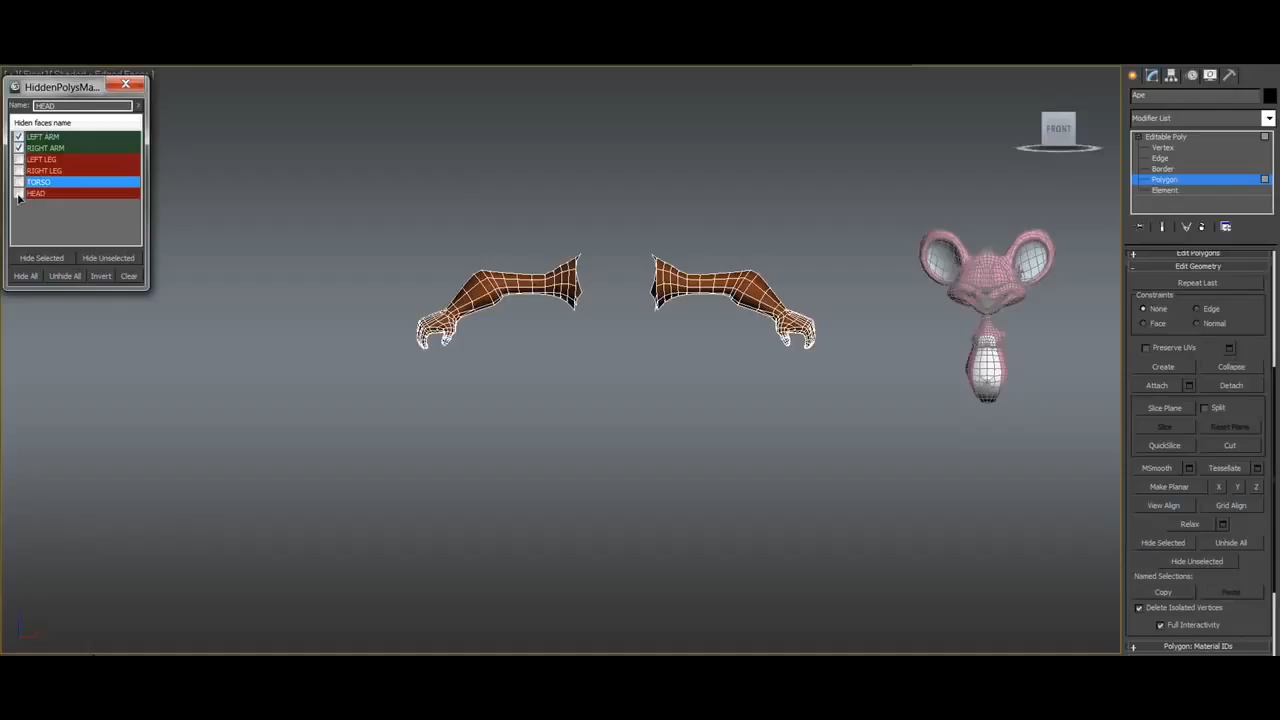 HiddenPolysMa...
Name: HEAD
Hiden faces name
LEFT ARM
RIGHT ARM
LEFT LEG
RIGHT LEG
TORSO
HEAD
Hide Selected Hide Unselected
Hide All Unhide All Invert Clear
FRONT
Ape
Modifier List
Editable Poly
Vertex
Edge
Border
Polygon
Element
Edit Polygons
Edit Geometry
Repeat Last
Constraints
None Edge
Face Normal
Preserve UVs
Create Collapse
Attach Detach
Slice Plane Split
Slice Reset Plane
QuickSlice Cut
MSmooth Tessellate
Make Planar X Y Z
View Align Grid Align
Relax
Hide Selected Unhide All
Hide Unselected
Named Selections:
Copy Paste
Delete Isolated Vertices
Full Interactivity
Polygon: Material IDs